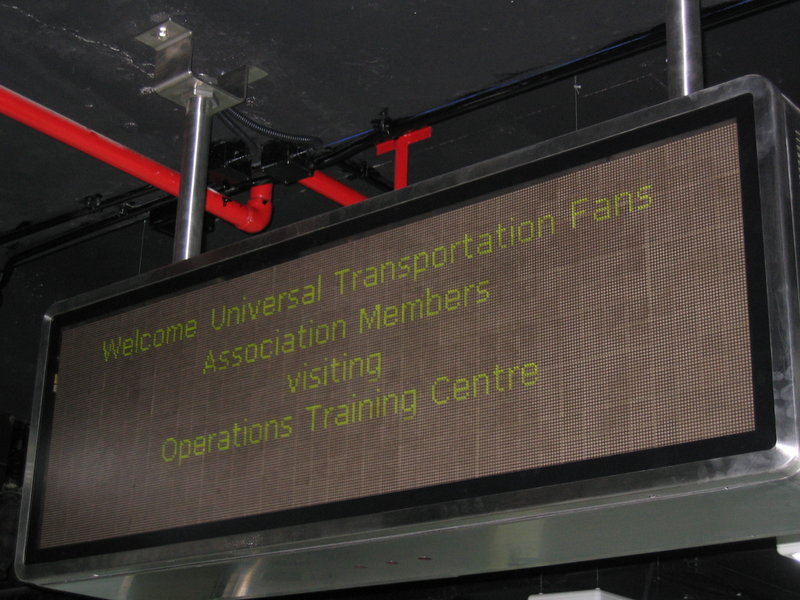 Welcome Universal Transportation Fans
Association Members
visiting
Operations Training Centre